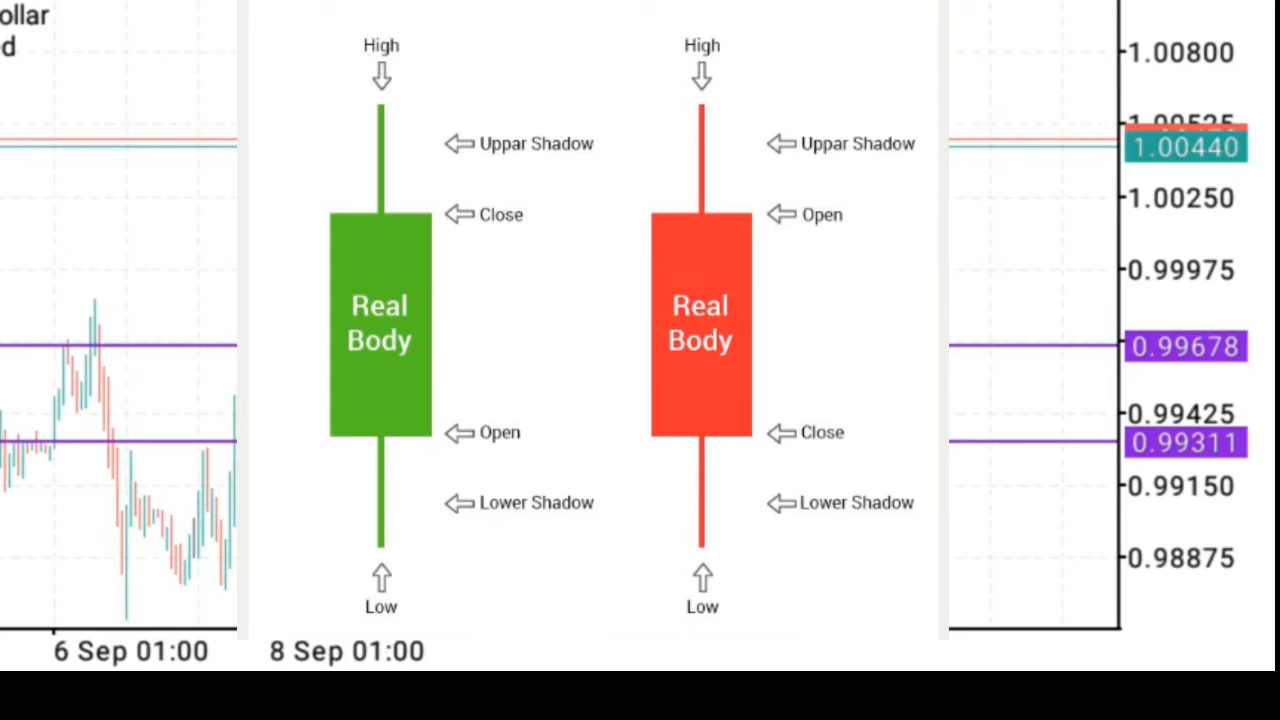 ollar
d
High
High
Uppar Shadow
Uppar Shadow
Close
Open
Real
Body
Real
Body
Open
Close
Lower Shadow
Lower Shadow
Low
Low
1.00800
1.00440
1.00250
0.99975
0.99678
0.99425
0.99311
0.99150
0.98875
6 Sep 01:00
8 Sep 01:00